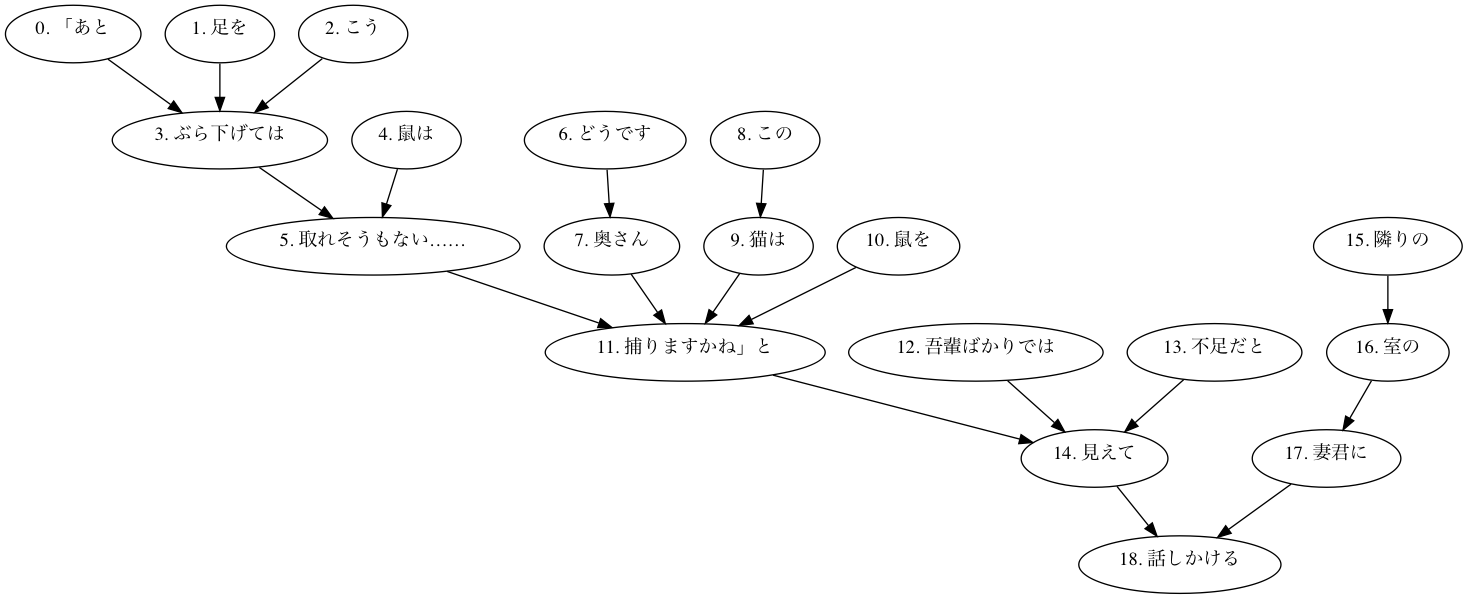 0. 「あと
1. 足を
2. こう
3. ぶら下げては
4. 鼠は
5. 取れそうもない……
6. どうです
7. 奥さん
8. この
9. 猫は
10. 鼠を
11. 捕りますかね」と
12. 吾輩ばかりでは
13. 不足だと
14. 見えて
15. 隣りの
16. 室の
17. 妻君に
18. 話しかける